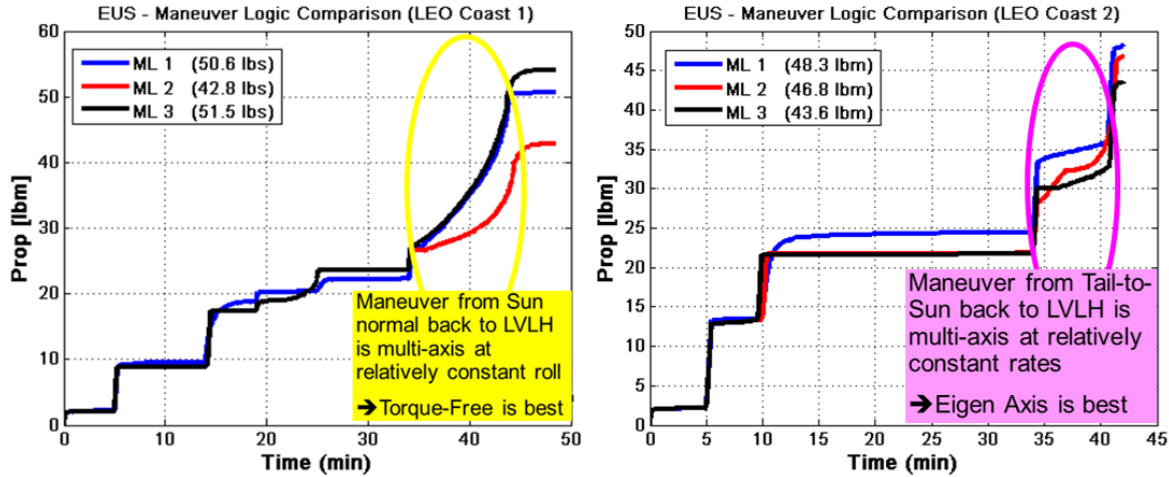 EUS - Maneuver Logic Comparison (LEO Coast 1)
60
50
40
30
20
10
0
Prop [lbm]
ML 1 (50.6 lbs)
ML 2 (42.8 lbs)
ML 3 (51.5 lbs)
Maneuver from Sun
normal back to LVLH
is multi-axis at
relatively constant roll
➔Torque-Free is best
0 10 20 30 40 50
Time (min)
EUS - Maneuver Logic Comparison (LEO Coast 2)
50
45
40
35
30
25
20
15
10
5
0
Prop [lbm]
ML 1 (48.3 lbm)
ML 2 (46.8 lbm)
ML 3 (43.6 lbm)
Maneuver from Tail-to-
Sun back to LVLH is
multi-axis at relatively
constant rates
➔Eigen Axis is best
0 5 10 15 20 25 30 35 40 45
Time (min)